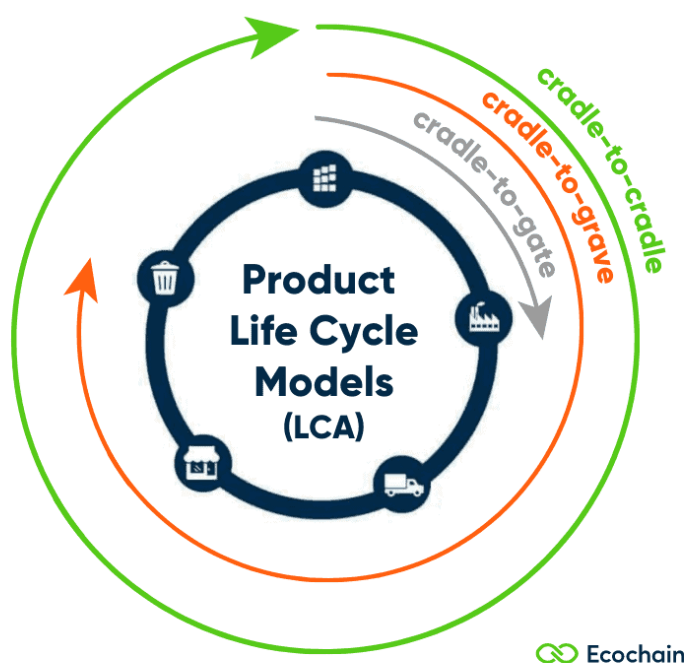 cradle-to-cradle
cradle-to-grave
cradle-to-gate
Product
Life Cycle
Models
(LCA)
Ecochain